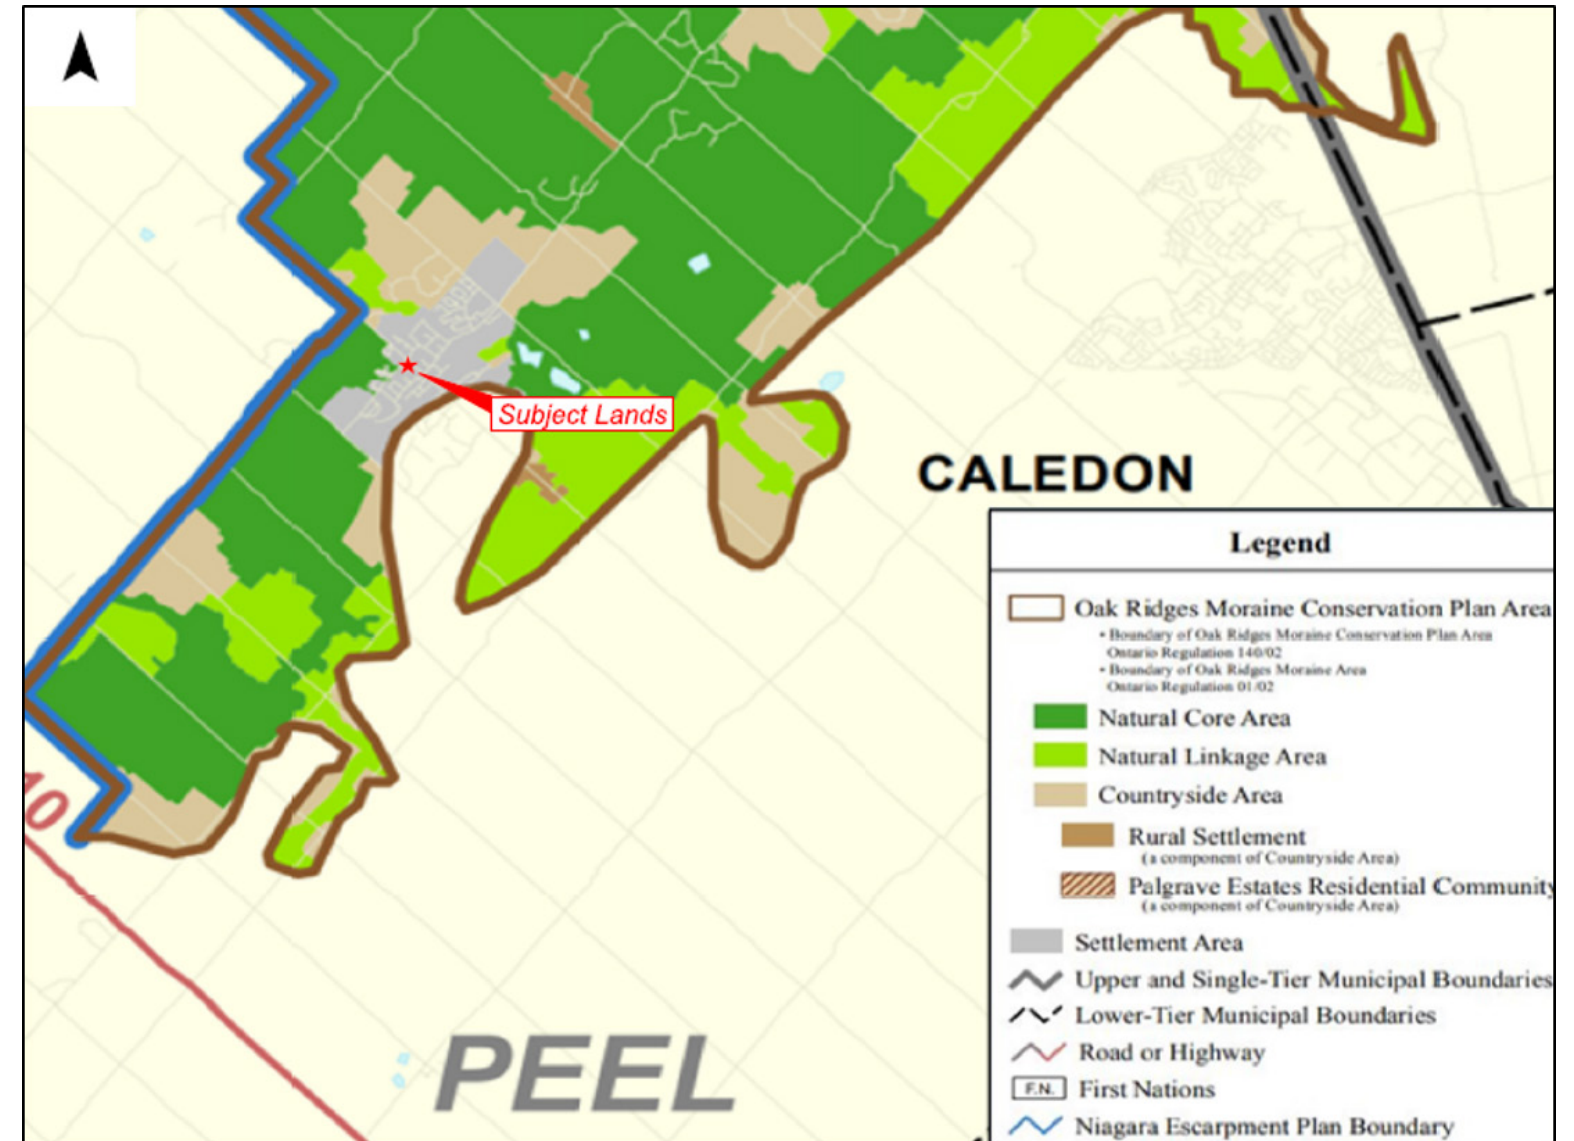 Subject Lands
CALEDON
10
PEEL
Legend
Oak Ridges Moraine Conservation Plan Area
• Boundary of Oak Ridges Moraine Conservation Plan Area
Ontario Regulation 140/02
• Boundary of Oak Ridges Moraine Area
Ontario Regulation 01/02
Natural Core Area
Natural Linkage Area
Countryside Area
Rural Settlement
(a component of Countryside Area)
Palgrave Estates Residential Community
(a component of Countryside Area)
Settlement Area
Upper and Single-Tier Municipal Boundaries
Lower-Tier Municipal Boundaries
Road or Highway
F.N. First Nations
Niagara Escarpment Plan Boundary